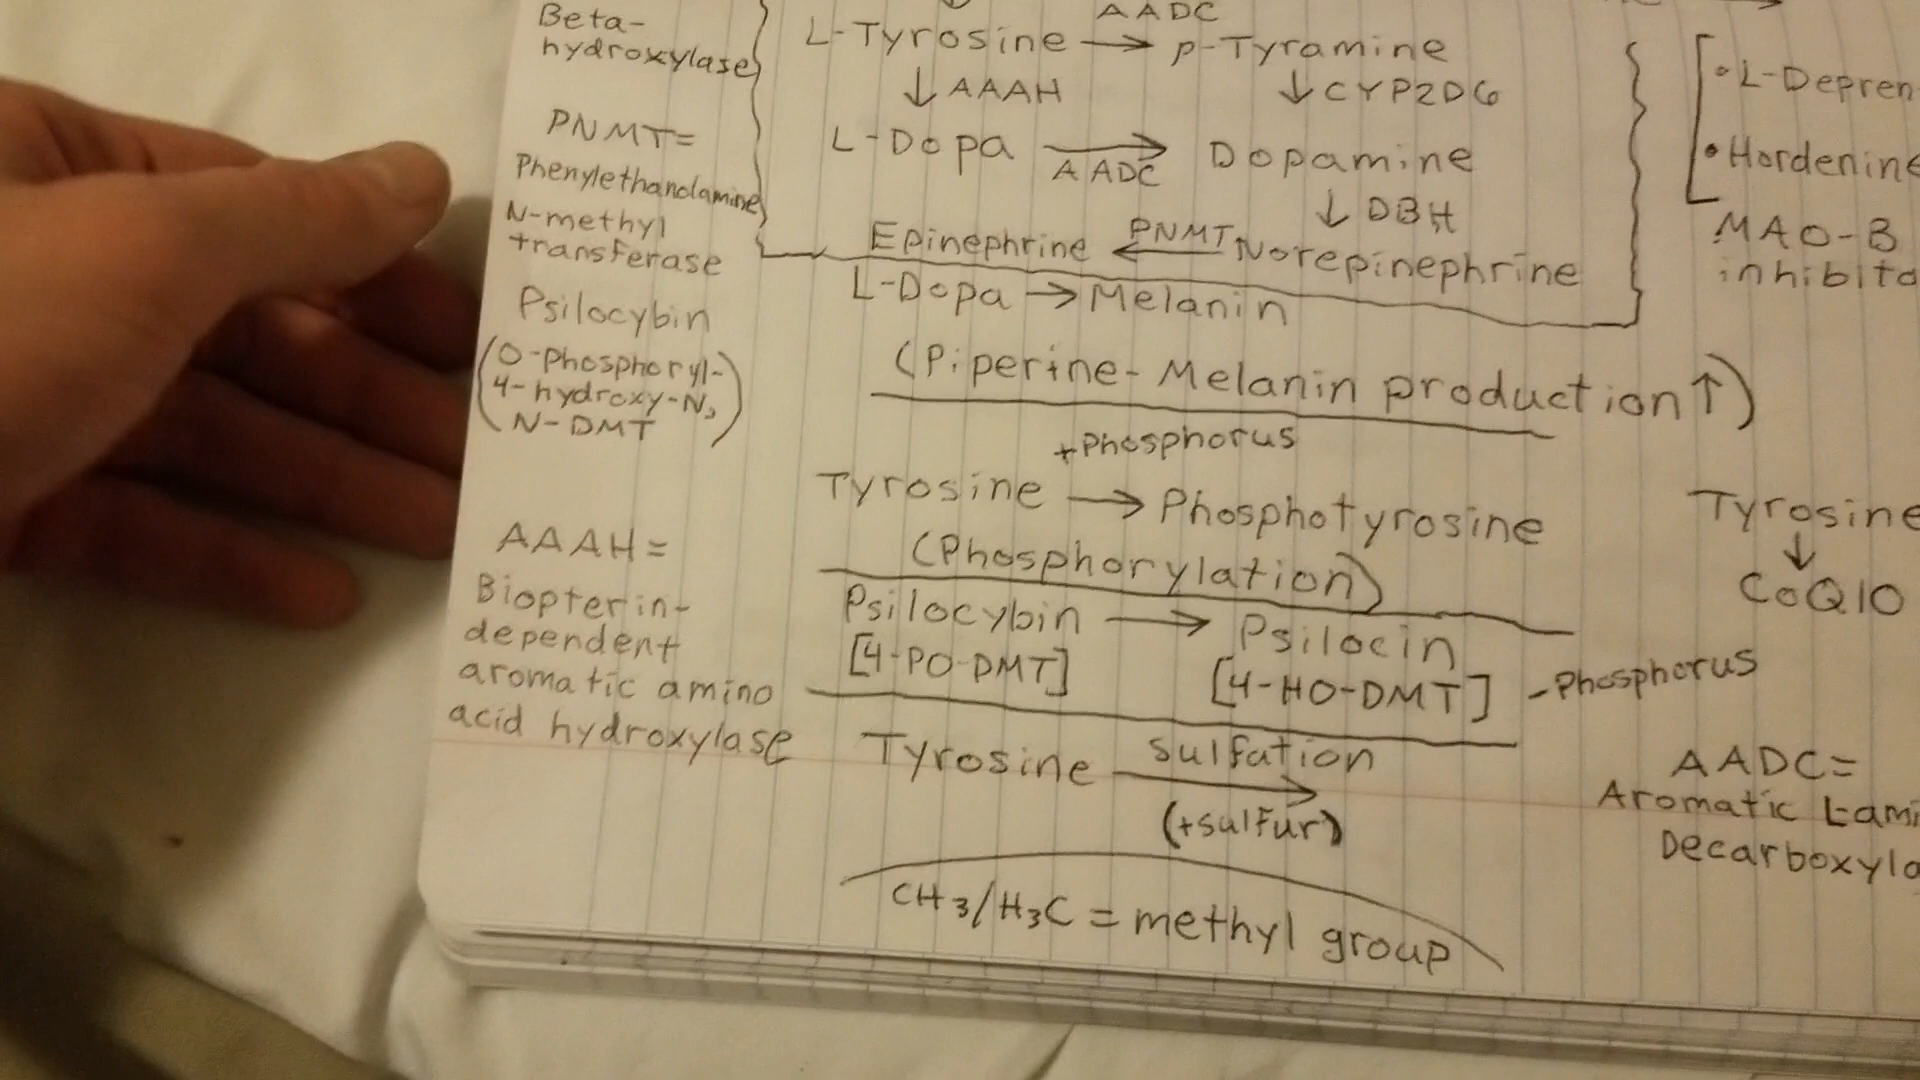 Beta-
hydroxylase
PNMT=
Phenylethanolamine
N-methyl
transferase
Psilocybin
(O-Phosphoryl-
4-hydroxy-N,
N-DMT)
AAAH=
Biopterin-
dependent
aromatic amino
acid hydroxylase
AADC
L-Tyrosine → p-Tyramine
↓ AAAH ↓ CYP2D6
L-Dopa → Dopamine
AADC
↓ DBH
Epinephrine ← PNMT Norepinephrine
L-Dopa → Melanin
(Piperine- Melanin production ↑)
+Phosphorus
Tyrosine → Phosphotyrosine
(Phosphorylation)
Psilocybin → Psilocin
[4-PO-DMT] [4-HO-DMT] -Phosphorus
Tyrosine sulfation →
(+sulfur)
CH3/H3C = methyl group
• L-Depren
• Hordenine
MAO-B
inhibito
Tyrosine
↓
CoQ10
AADC=
Aromatic L-ami
Decarboxyla